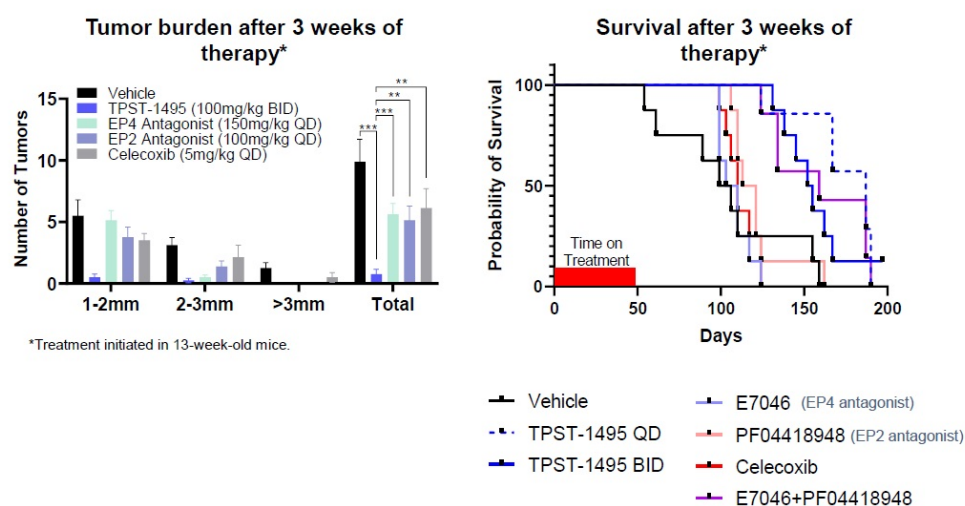 Tumor burden after 3 weeks of
therapy*
Number of Tumors
15
10
5
0
Vehicle
TPST-1495 (100mg/kg BID)
EP4 Antagonist (150mg/kg QD)
EP2 Antagonist (100mg/kg QD)
Celecoxib (5mg/kg QD)
**
**
***
***
1-2mm 2-3mm >3mm Total
*Treatment initiated in 13-week-old mice.
Survival after 3 weeks of
therapy*
Probability of Survival
100
50
0
Time on
Treatment
0 50 100 150 200
Days
Vehicle
TPST-1495 QD
TPST-1495 BID
E7046 (EP4 antagonist)
PF04418948 (EP2 antagonist)
Celecoxib
E7046+PF04418948